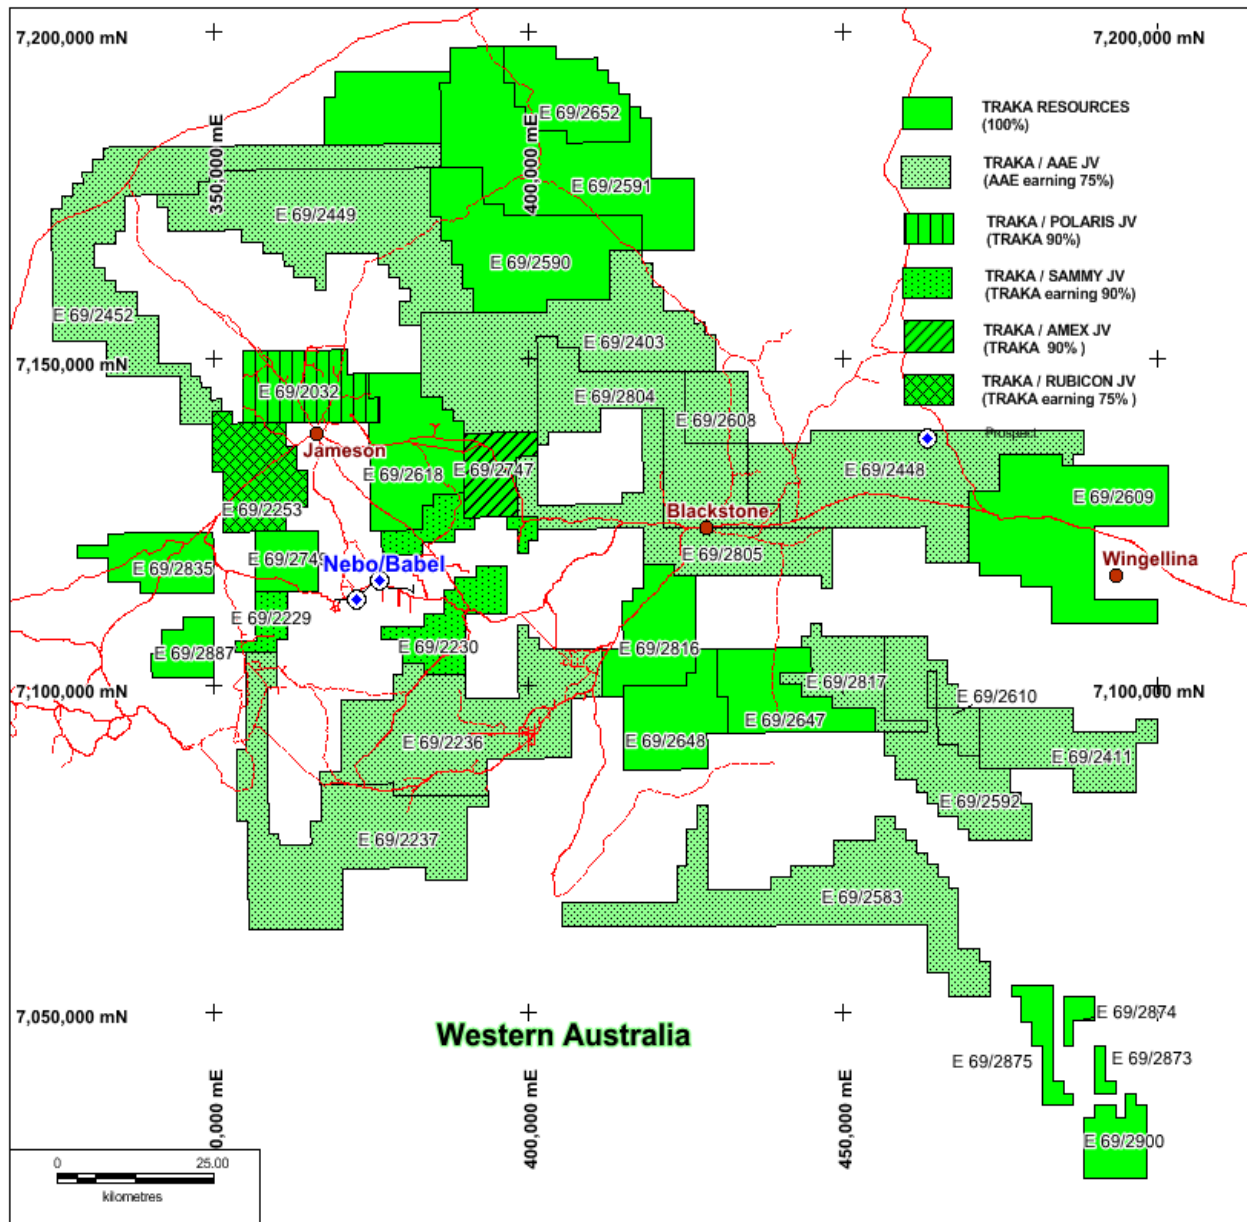 7,200,000 mN
7,200,000 mN
TRAKA RESOURCES
(100%)
TRAKA / AAE JV
(AAE earning 75%)
TRAKA / POLARIS JV
(TRAKA 90%)
TRAKA / SAMMY JV
(TRAKA earning 90%)
TRAKA / AMEX JV
(TRAKA 90% )
TRAKA / RUBICON JV
(TRAKA earning 75% )
350,000 mE
400,000 mE
E 69/2652
E 69/2591
E 69/2449
E 69/2590
E 69/2452
7,150,000 mN
E 69/2403
E 69/2032
E 69/2804
E 69/2608
Prospect
Jameson
E 69/2618
E 69/2747
E 69/2448
E 69/2609
E 69/2253
Blackstone
E 69/2749
Nebo/Babel
E 69/2805
Wingellina
E 69/2835
E 69/2229
E 69/2887
E 69/2230
E 69/2816
E 69/2817
E 69/2610
7,100,000 mN
7,100,000 mN
E 69/2236
E 69/2648
E 69/2647
E 69/2411
E 69/2592
E 69/2237
E 69/2583
7,050,000 mN
Western Australia
E 69/2874
E 69/2875
E 69/2873
E 69/2900
0,000 mE
400,000 mE
450,000 mE
0
25.00
kilometres